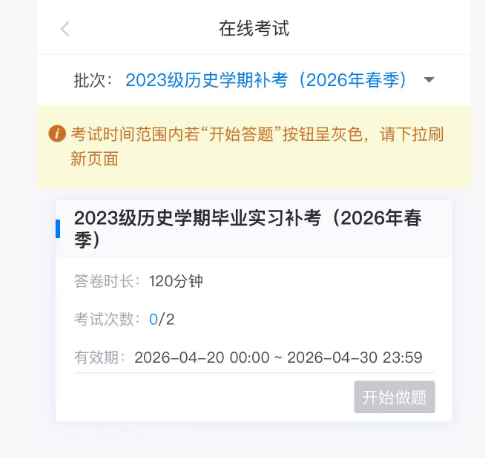 在线考试
批次： 2023级历史学期补考（2026年春季）
考试时间范围内若“开始答题”按钮呈灰色，请下拉刷
新页面
2023级历史学期毕业实习补考（2026年春
季）
答卷时长：120分钟
考试次数：0/2
有效期：2026-04-20 00:00 ~ 2026-04-30 23:59
开始做题